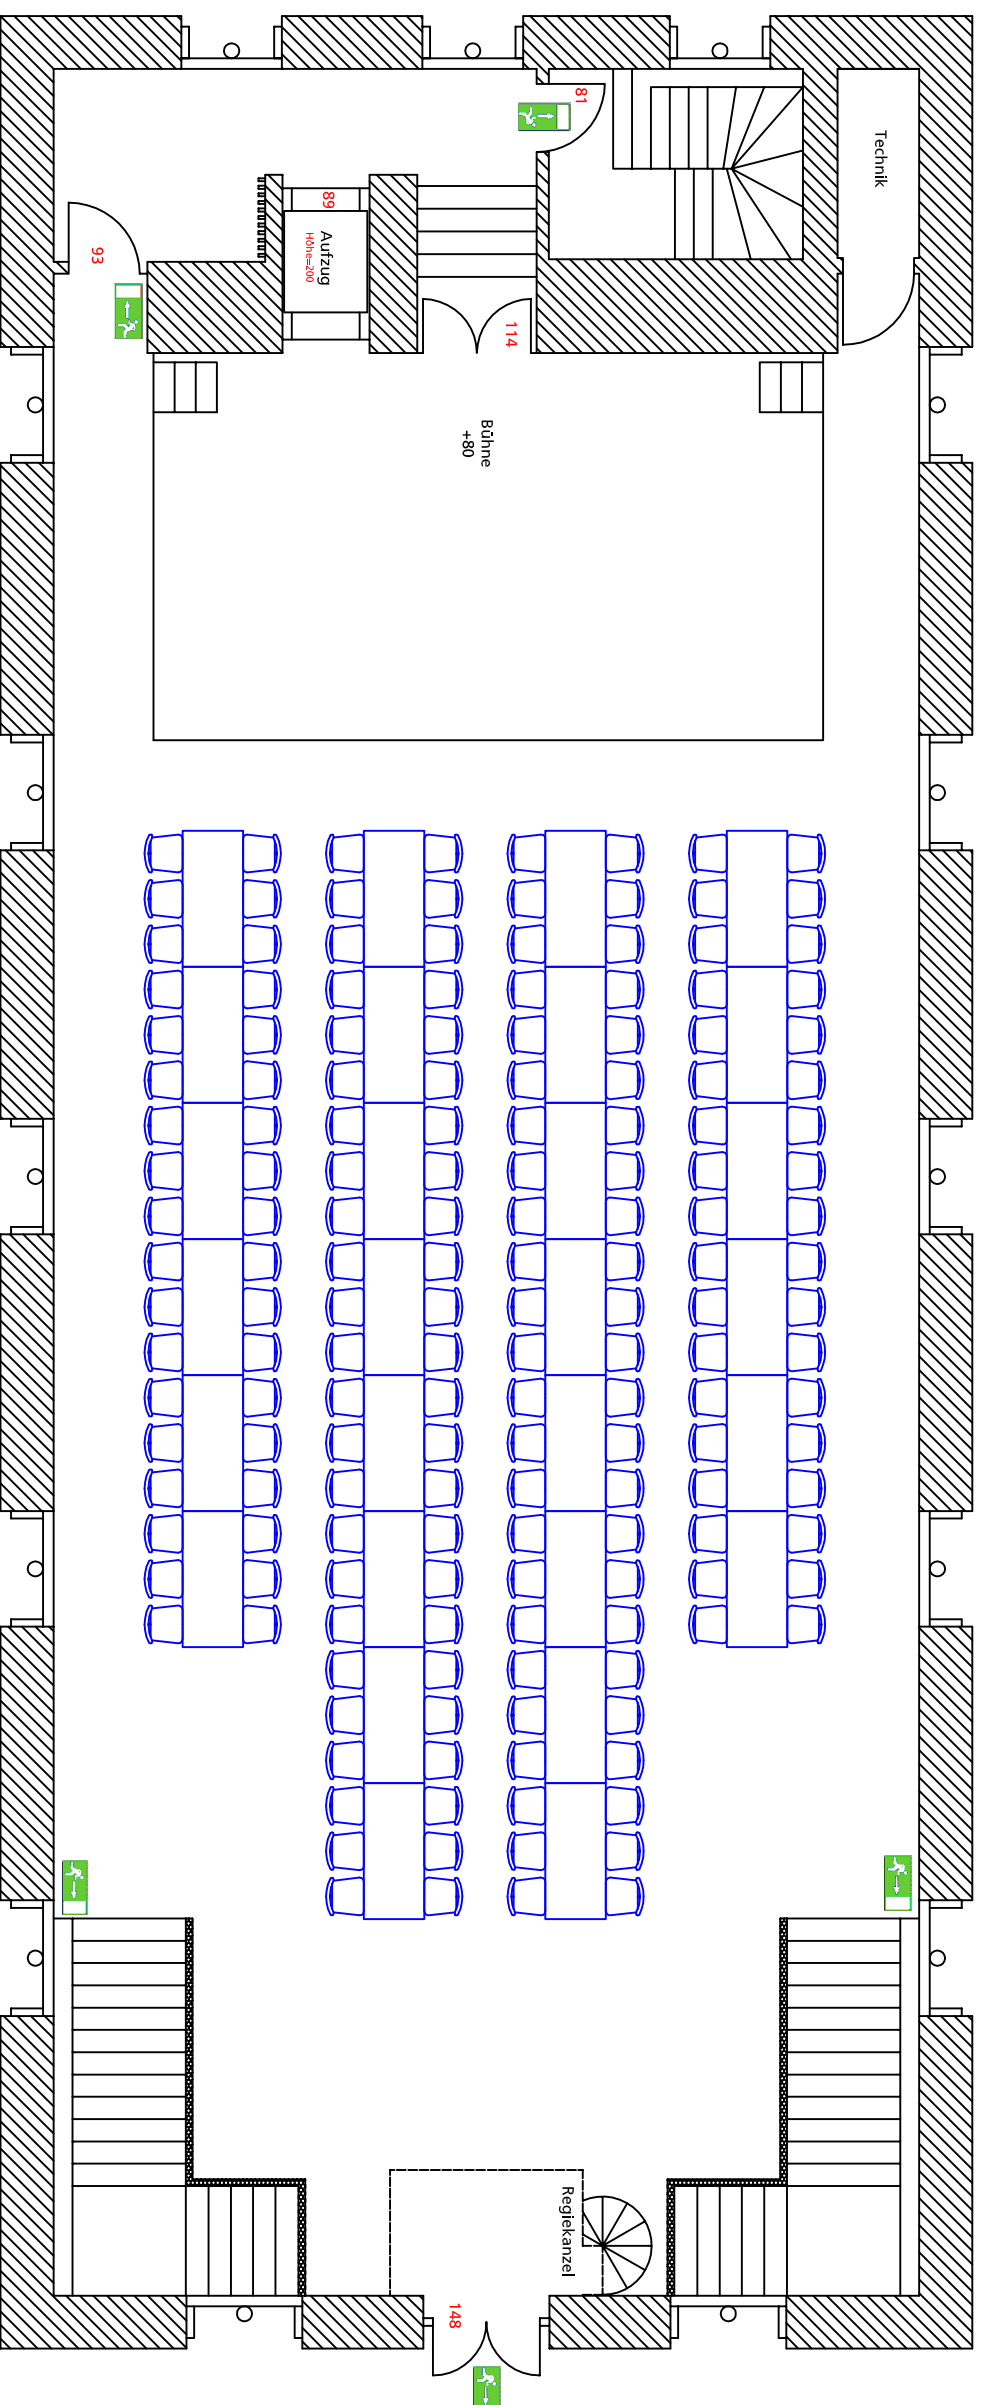 81
Technik
89
Aufzug
Höhe=200
93
114
Bühne
+80
Regiekanzel
148